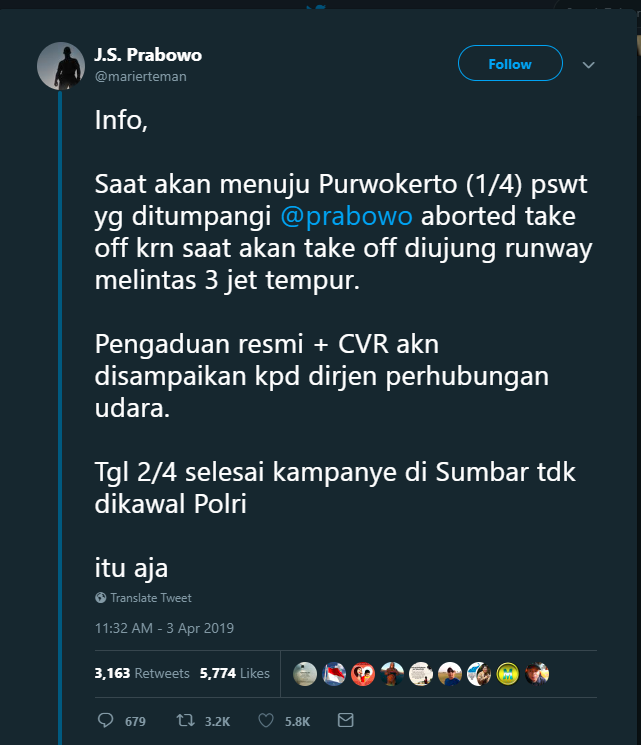 J.S. Prabowo
@marierteman
Follow
Info,
Saat akan menuju Purwokerto (1/4) pswt
yg ditumpangi @prabowo aborted take
off krn saat akan take off diujung runway
melintas 3 jet tempur.
Pengaduan resmi + CVR akn
disampaikan kpd dirjen perhubungan
udara.
Tgl 2/4 selesai kampanye di Sumbar tdk
dikawal Polri
itu aja
Translate Tweet
11:32 AM - 3 Apr 2019
3,163 Retweets 5,774 Likes
679 3.2K 5.8K